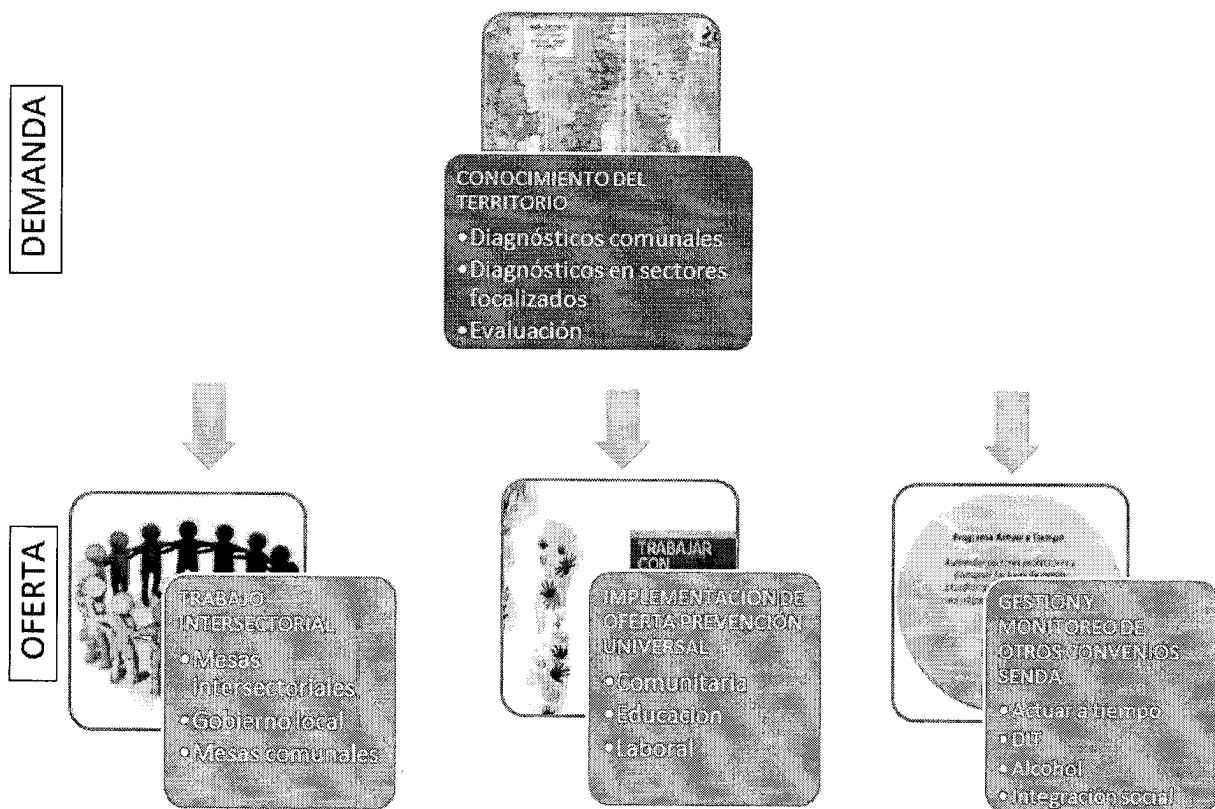 DEMANDA
CONOCIMIENTO DEL
TERRITORIO
•Diagnósticos comunales
•Diagnósticos en sectores
focalizados
•Evaluación
OFERTA
TRABAJO
INTERSECTORIAL
•Mesas
intersectoriales
•Gobierno local
•Mesas comunales
TRABAJAR
CON
IMPLEMENTACIÓN DE
OFERTA PREVENCIÓN
UNIVERSAL
•Comunitaria
•Educación
•Laboral
Programa Actuar a Tiempo
GESTION Y
MONITOREO DE
OTROS CONVENIOS
SENDA
•Actuar a tiempo
•DIT
•Alcohol
•Integración social